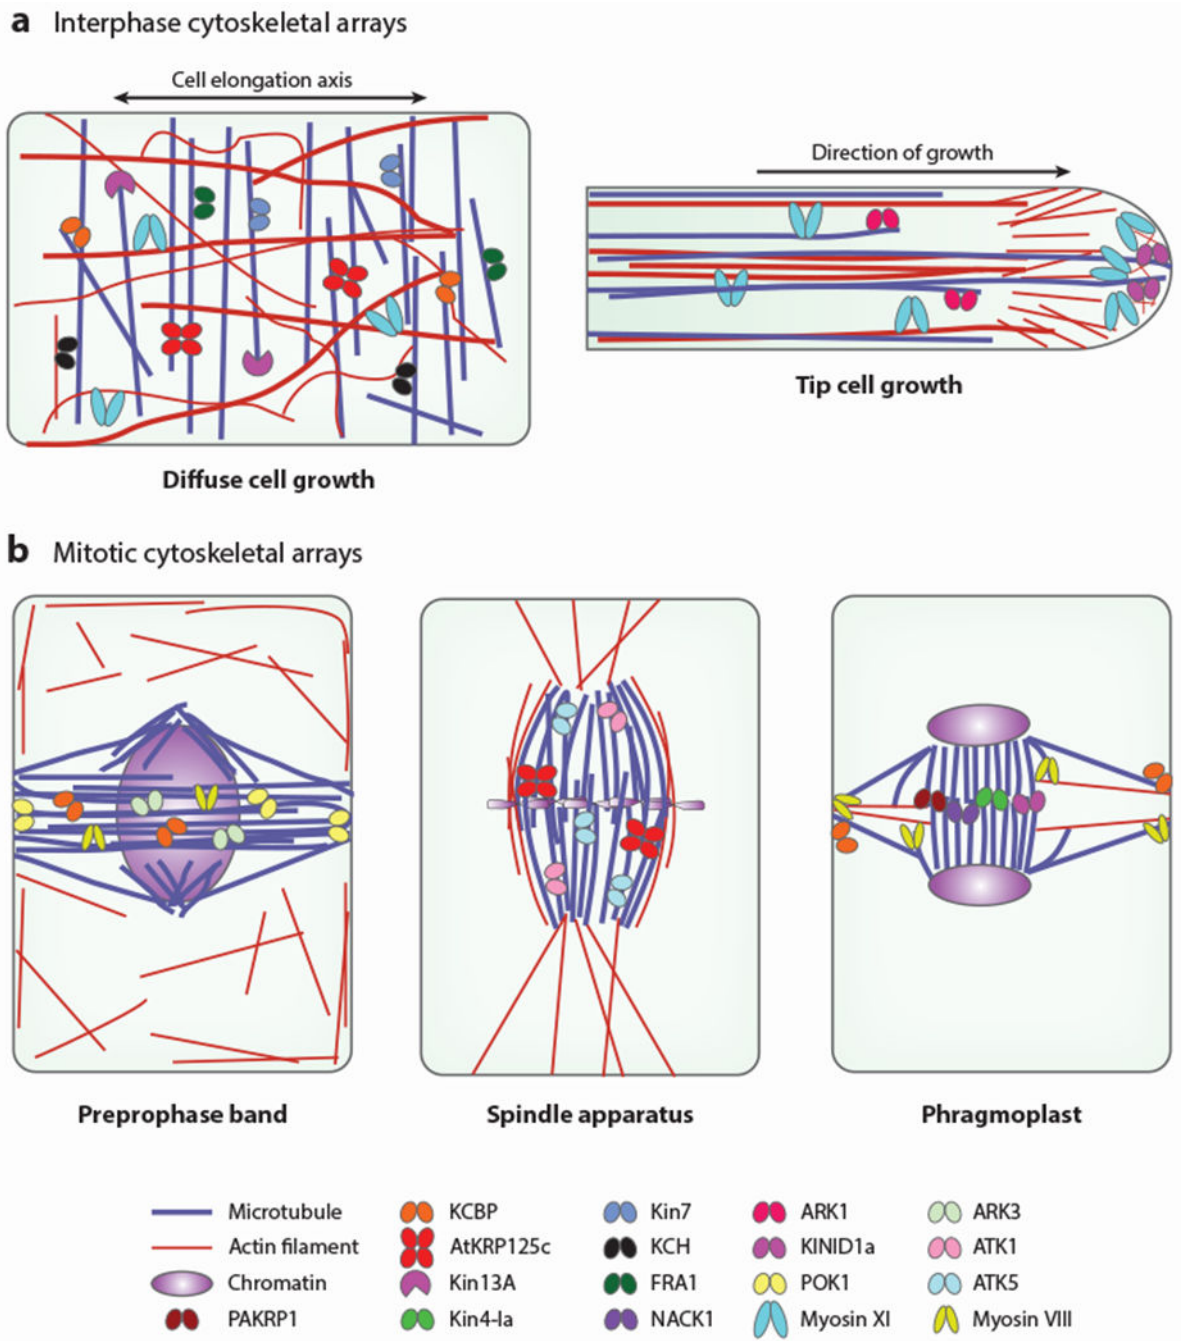 a Interphase cytoskeletal arrays
Cell elongation axis
Direction of growth
Tip cell growth
Diffuse cell growth
b Mitotic cytoskeletal arrays
Preprophase band
Spindle apparatus
Phragmoplast
Microtubule
KCBP
Kin7
ARK1
ARK3
Actin filament
AtKRP125c
KCH
KINID1a
ATK1
Chromatin
Kin13A
FRA1
POK1
ATK5
PAKRP1
Kin4-Ia
NACK1
Myosin XI
Myosin VIII